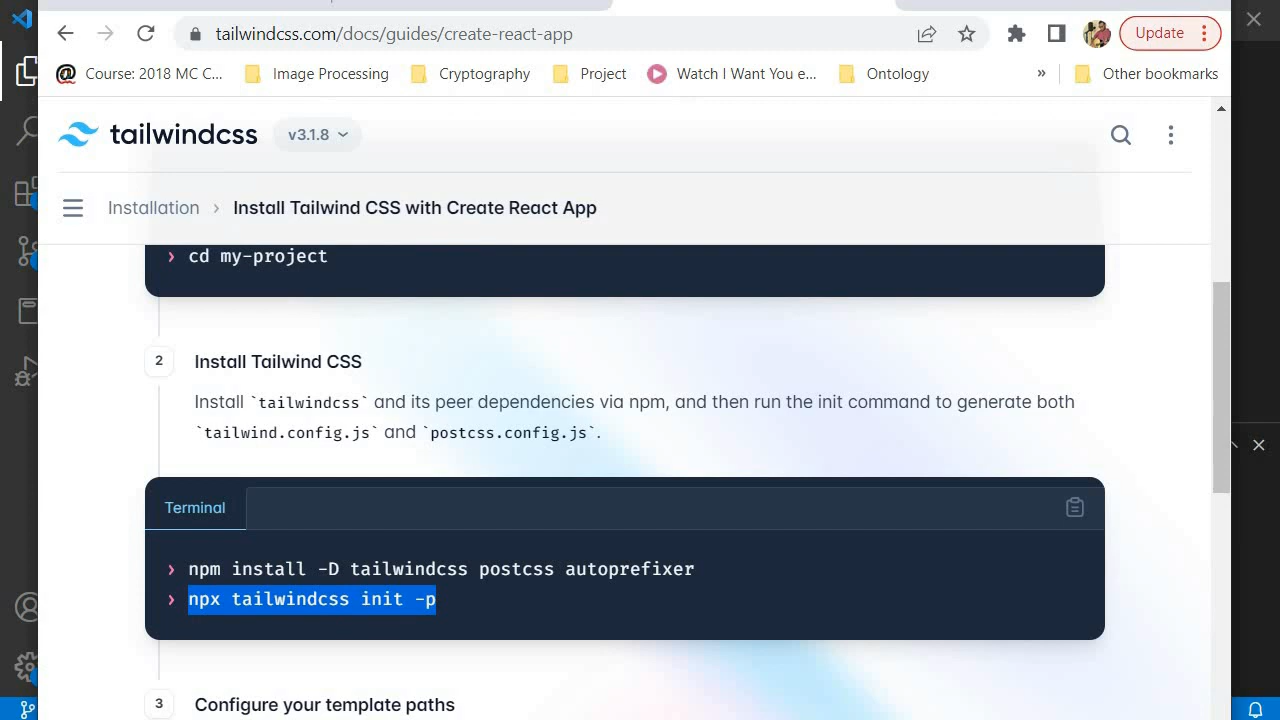 tailwindcss.com/docs/guides/create-react-app
Update
@ Course: 2018 MC C...
Image Processing
Cryptography
Project
Watch I Want You e...
Ontology
»
Other bookmarks
tailwindcss
v3.1.8
Installation › Install Tailwind CSS with Create React App
› cd my-project
2
Install Tailwind CSS
Install `tailwindcss` and its peer dependencies via npm, and then run the init command to generate both
`tailwind.config.js` and `postcss.config.js`.
Terminal
› npm install -D tailwindcss postcss autoprefixer
› npx tailwindcss init -p
3
Configure your template paths